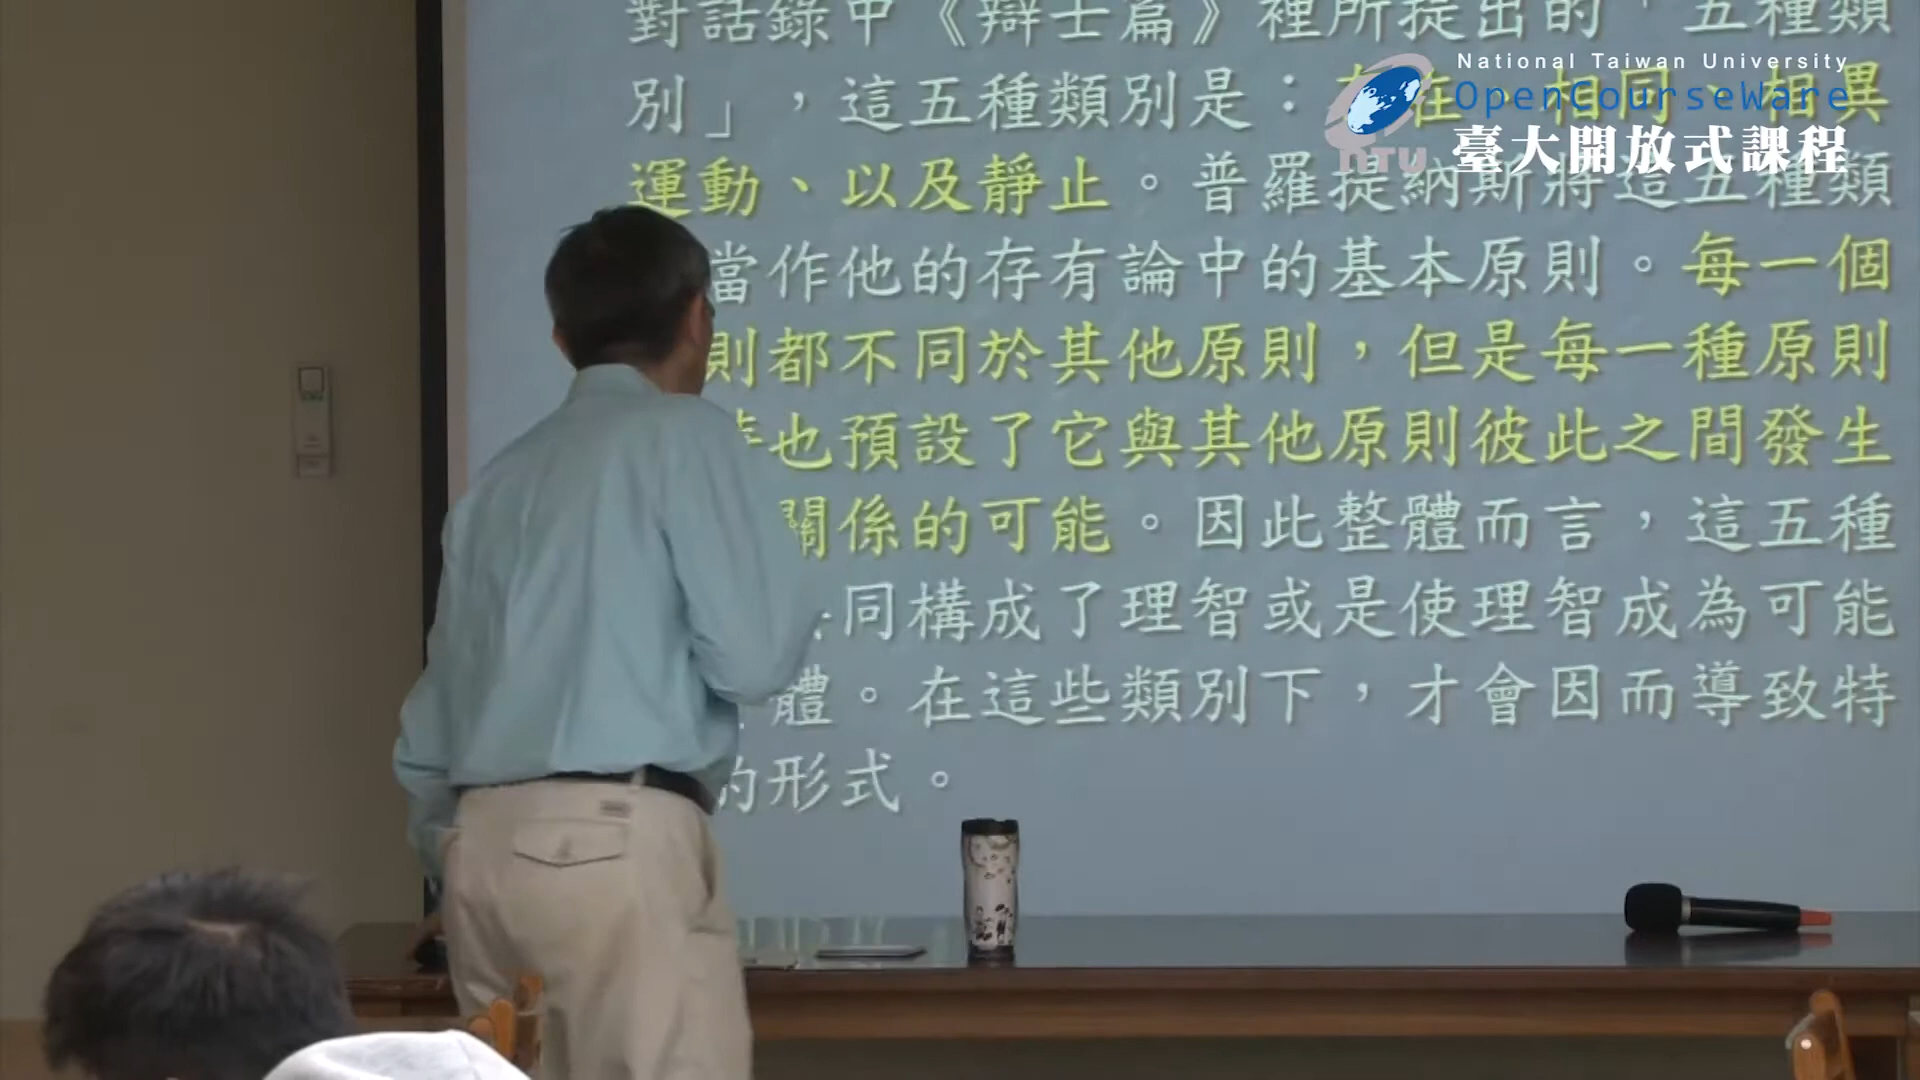 對話錄中《辯士篇》裡所提出的「五種類
別」，這五種類別是：存在、相同、相異
運動、以及靜止。普羅提納斯將這五種類
當作他的存有論中的基本原則。每一個
則都不同於其他原則，但是每一種原則
也預設了它與其他原則彼此之間發生
關係的可能。因此整體而言，這五種
同構成了理智或是使理智成為可能
體。在這些類別下，才會因而導致特
的形式。
National Taiwan University
OpenCourseWare
臺大開放式課程
NTU